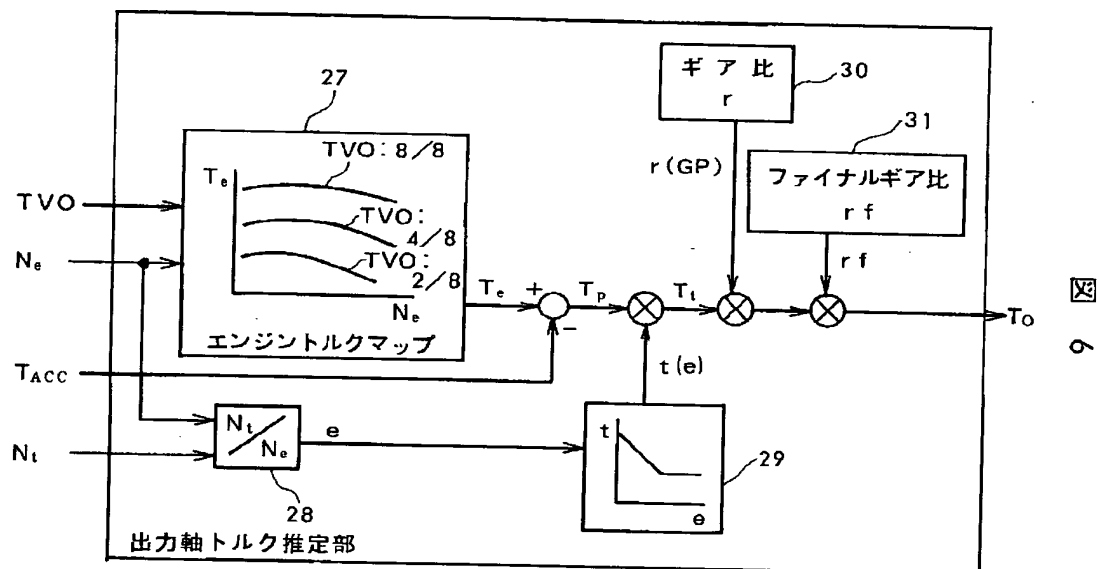 27
TVO: 8/8
Te
TVO:
4/8
TVO:
2/8
Ne
エンジントルクマップ
TVO
Ne
TACC
Nt
Te
+
−
Tp
Tt
ギア比
r
30
r(GP)
31
ファイナルギア比
rf
rf
To
t(e)
Nt/Ne
28
e
t
e
29
出力軸トルク推定部
図6